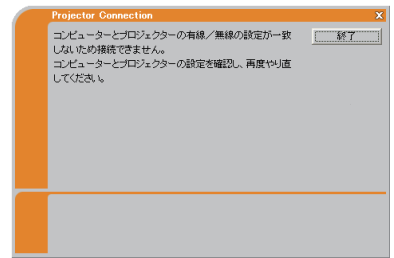 Projector Connection
コンピューターとプロジェクターの有線／無線の設定が一致
しないため接続できません。
コンピューターとプロジェクターの設定を確認し、再度やり直
してください。
終了